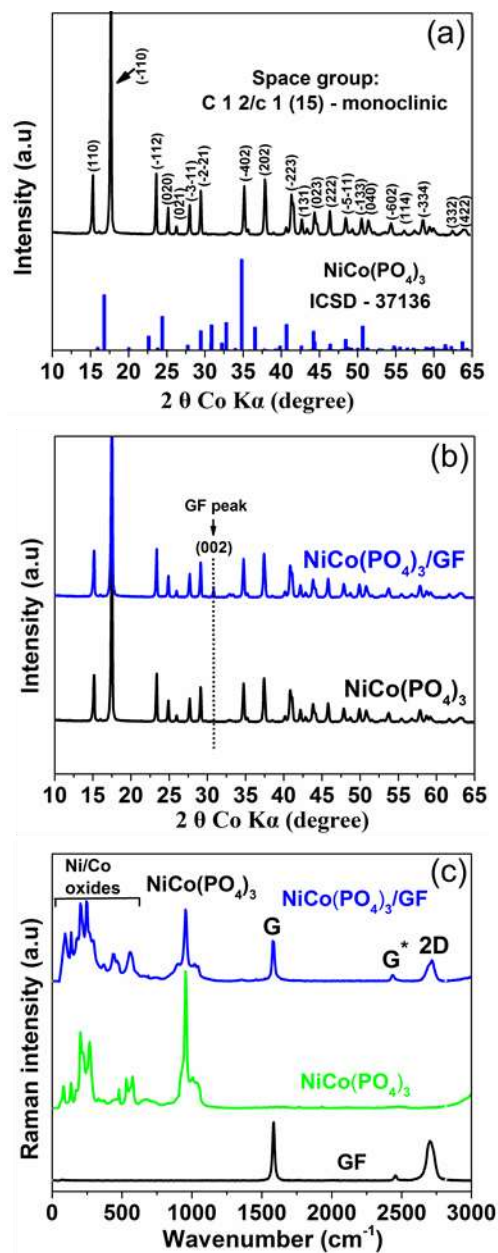 (a)
(-110)
Space group:
C 1 2/c 1 (15) - monoclinic
(110)
(-112)
(020)
(021)
(-3-11)
(-2-21)
(-402)
(202)
(-223)
(131)
(023)
(222)
(-5-11)
(-133)
(040)
(-602)
(114)
(-334)
(332)
(422)
Intensity (a.u)
NiCo(PO₄)₃
ICSD - 37136
10 15 20 25 30 35 40 45 50 55 60 65
2 θ Co Kα (degree)
(b)
GF peak
(002)
NiCo(PO₄)₃/GF
NiCo(PO₄)₃
Intensity (a.u)
10 15 20 25 30 35 40 45 50 55 60 65
2 θ Co Kα (degree)
(c)
Ni/Co
oxides
NiCo(PO₄)₃
NiCo(PO₄)₃/GF
G
G* 2D
NiCo(PO₄)₃
GF
Raman intensity (a.u)
0 500 1000 1500 2000 2500 3000
Wavenumber(cm⁻¹)